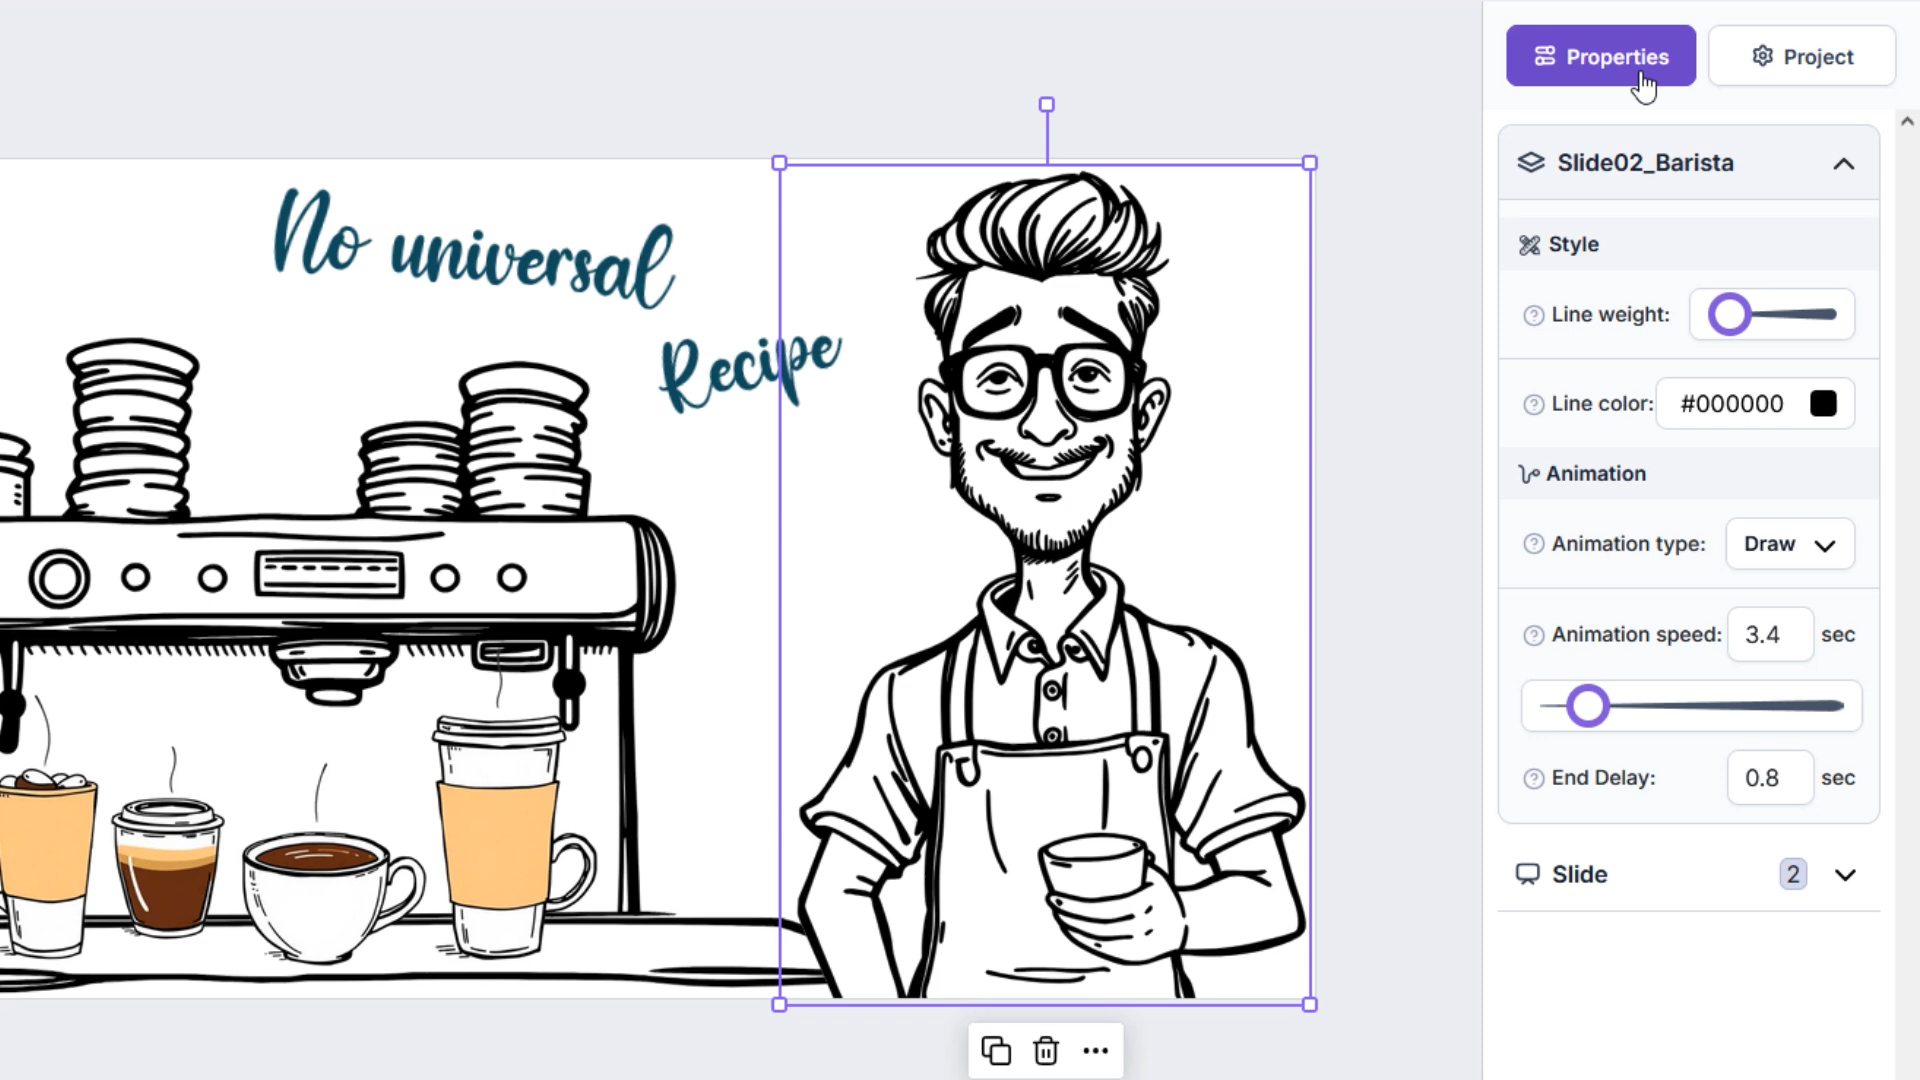 Properties
Project
Slide02_Barista
Style
Line weight:
Line color: #000000
Animation
Animation type: Draw
Animation speed: 3.4 sec
End Delay: 0.8 sec
Slide 2
No universal
Recipe